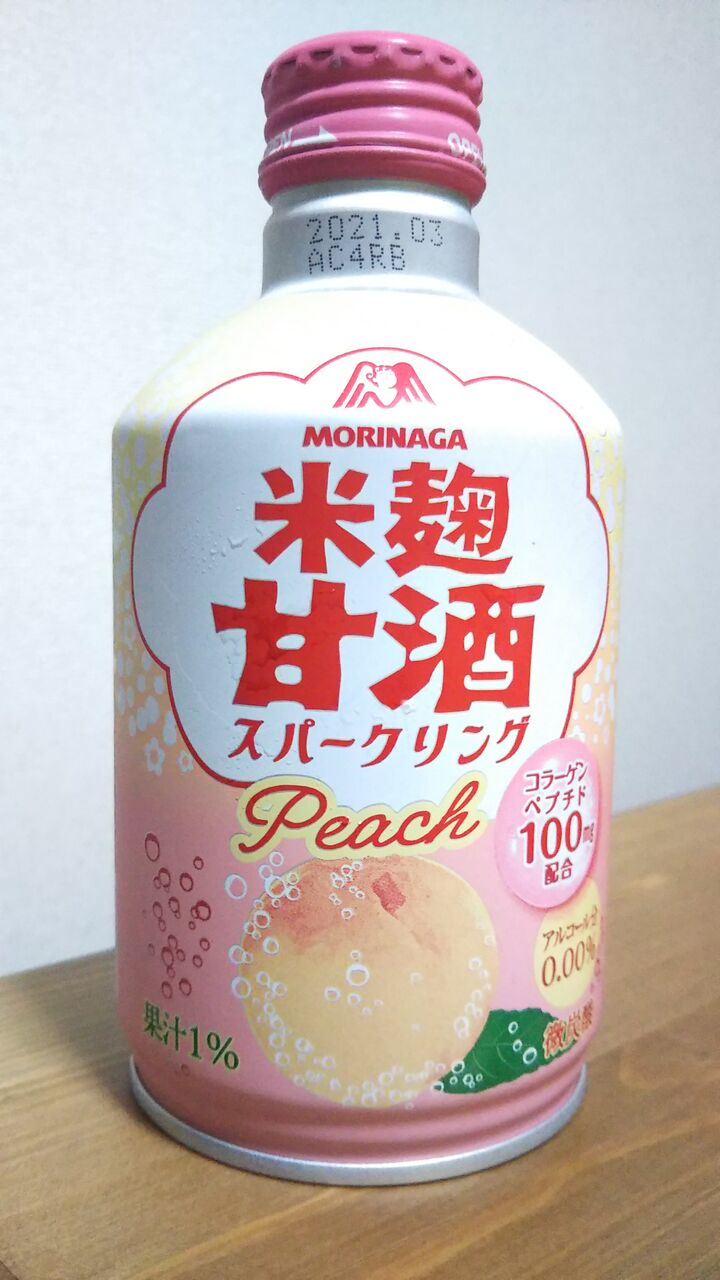 OPEN
2021.03
AC4RB
MORINAGA
米麹
甘酒
スパークリング
Peach
コラーゲン
ペプチド
100mg
配合
アルコール分
0.00%
果汁1%
微炭酸